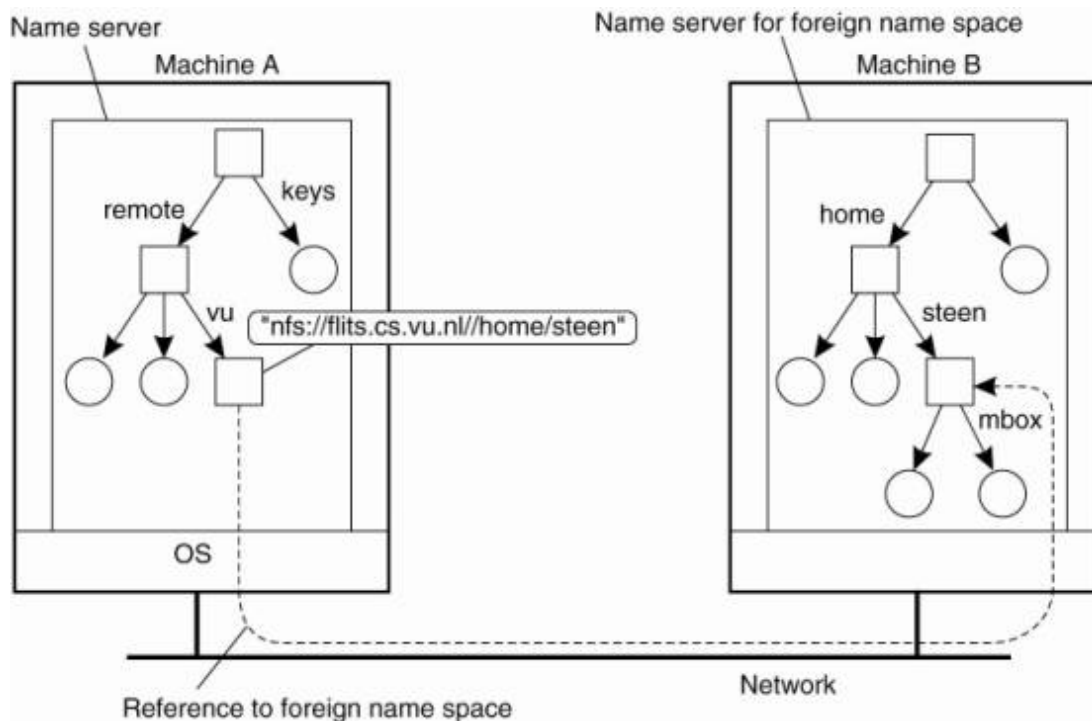 Name server
Name server for foreign name space
Machine A
Machine B
keys
remote
home
vu
"nfs://flits.cs.vu.nl//home/steen"
steen
mbox
OS
Network
Reference to foreign name space